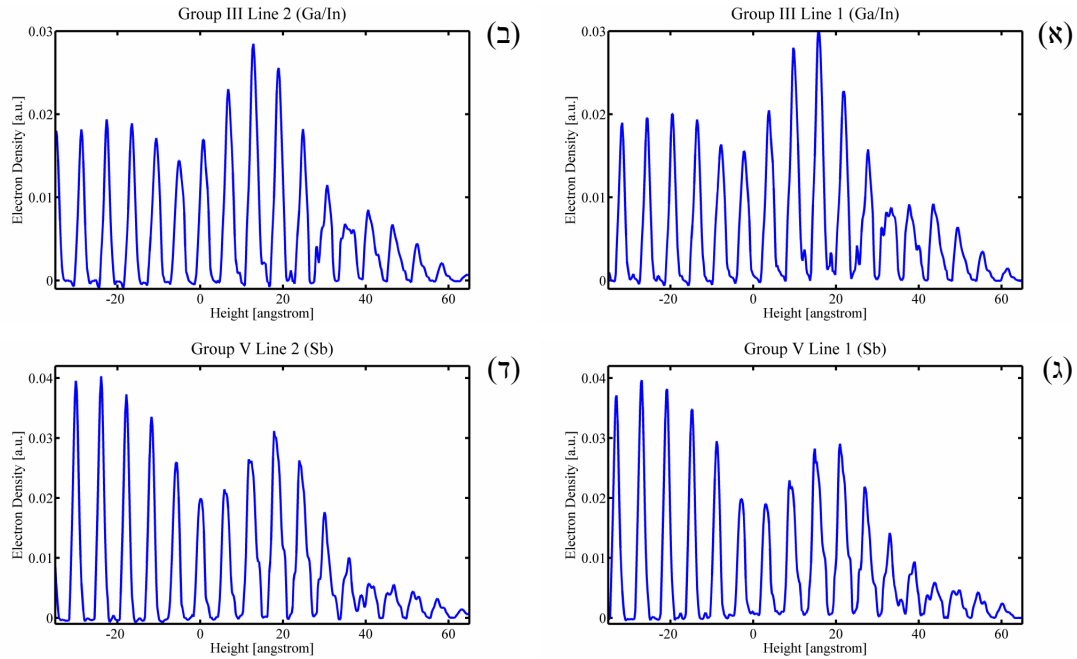 Group III Line 2 (Ga/In)
(ב)
0.03
0.02
0.01
0
Electron Density [a.u.]
-20 0 20 40 60
Height [angstrom]
Group III Line 1 (Ga/In)
(א)
0.03
0.02
0.01
0
Electron Density [a.u.]
-20 0 20 40 60
Height [angstrom]
Group V Line 2 (Sb)
(ד)
0.04
0.03
0.02
0.01
0
Electron Density [a.u.]
-20 0 20 40 60
Height [angstrom]
Group V Line 1 (Sb)
(ג)
0.04
0.03
0.02
0.01
0
Electron Density [a.u.]
-20 0 20 40 60
Height [angstrom]